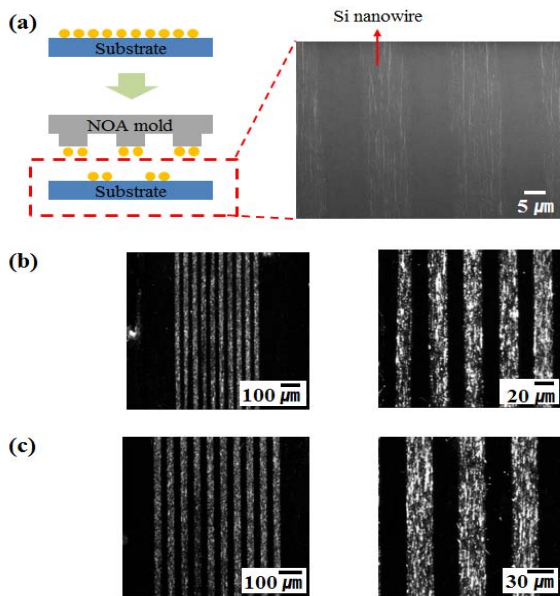 (a)
Substrate
NOA mold
Substrate
Si nanowire
5 ㎛
(b)
100 ㎛
20 ㎛
(c)
100 ㎛
30 ㎛